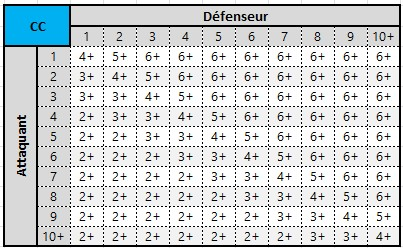 CC Défenseur
1 2 3 4 5 6 7 8 9 10+
Attaquant
1 4+ 5+ 6+ 6+ 6+ 6+ 6+ 6+ 6+ 6+
2 3+ 4+ 5+ 6+ 6+ 6+ 6+ 6+ 6+ 6+
3 3+ 3+ 4+ 5+ 6+ 6+ 6+ 6+ 6+ 6+
4 2+ 3+ 3+ 4+ 5+ 6+ 6+ 6+ 6+ 6+
5 2+ 2+ 3+ 3+ 4+ 5+ 6+ 6+ 6+ 6+
6 2+ 2+ 2+ 3+ 3+ 4+ 5+ 6+ 6+ 6+
7 2+ 2+ 2+ 2+ 3+ 3+ 4+ 5+ 6+ 6+
8 2+ 2+ 2+ 2+ 2+ 3+ 3+ 4+ 5+ 6+
9 2+ 2+ 2+ 2+ 2+ 2+ 3+ 3+ 4+ 5+
10+ 2+ 2+ 2+ 2+ 2+ 2+ 2+ 3+ 3+ 4+